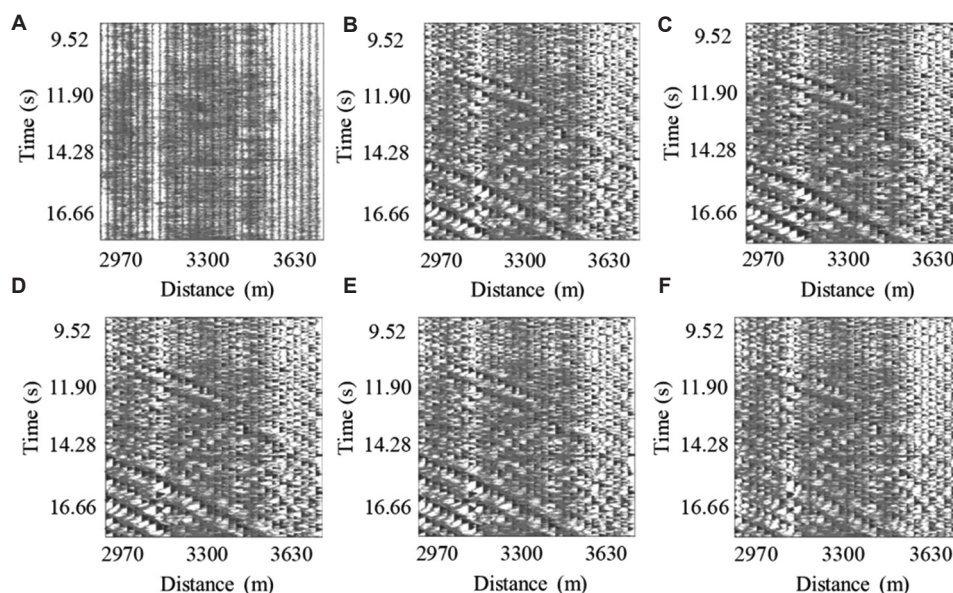 A
Time (s)
9.52
11.90
14.28
16.66
2970 3300 3630
Distance (m)
B
Time (s)
9.52
11.90
14.28
16.66
2970 3300 3630
Distance (m)
C
Time (s)
9.52
11.90
14.28
16.66
2970 3300 3630
Distance (m)
D
Time (s)
9.52
11.90
14.28
16.66
2970 3300 3630
Distance (m)
E
Time (s)
9.52
11.90
14.28
16.66
2970 3300 3630
Distance (m)
F
Time (s)
9.52
11.90
14.28
16.66
2970 3300 3630
Distance (m)